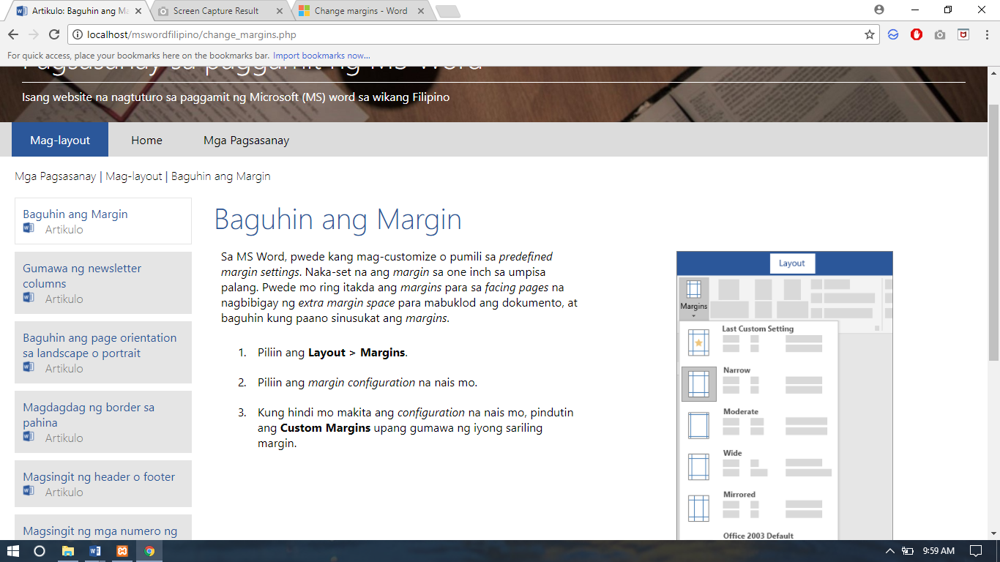 Artikulo: Baguhin ang Ma
Screen Capture Result
Change margins - Word
localhost/mswordfilipino/change_margins.php
For quick access, place your bookmarks here on the bookmarks bar. Import bookmarks now...
Pagsasanay sa paggamit ng MS Word
Isang website na nagtuturo sa paggamit ng Microsoft (MS) word sa wikang Filipino
Mag-layout
Home
Mga Pagsasanay
Mga Pagsasanay | Mag-layout | Baguhin ang Margin
Baguhin ang Margin
Artikulo
Gumawa ng newsletter
columns
Artikulo
Baguhin ang page orientation
sa landscape o portrait
Artikulo
Magdagdag ng border sa
pahina
Artikulo
Magsingit ng header o footer
Artikulo
Magsingit ng mga numero ng
Baguhin ang Margin
Sa MS Word, pwede kang mag-customize o pumili sa predefined
margin settings. Naka-set na ang margin sa one inch sa umpisa
palang. Pwede mo ring itakda ang margins para sa facing pages na
nagbibigay ng extra margin space para mabuklod ang dokumento, at
baguhin kung paano sinusukat ang margins.
1. Piliin ang Layout > Margins.
2. Piliin ang margin configuration na nais mo.
3. Kung hindi mo makita ang configuration na nais mo, pindutin
ang Custom Margins upang gumawa ng iyong sariling
margin.
Layout
Margins
Last Custom Setting
Narrow
Moderate
Wide
Mirrored
Office 2003 Default
9:59 AM